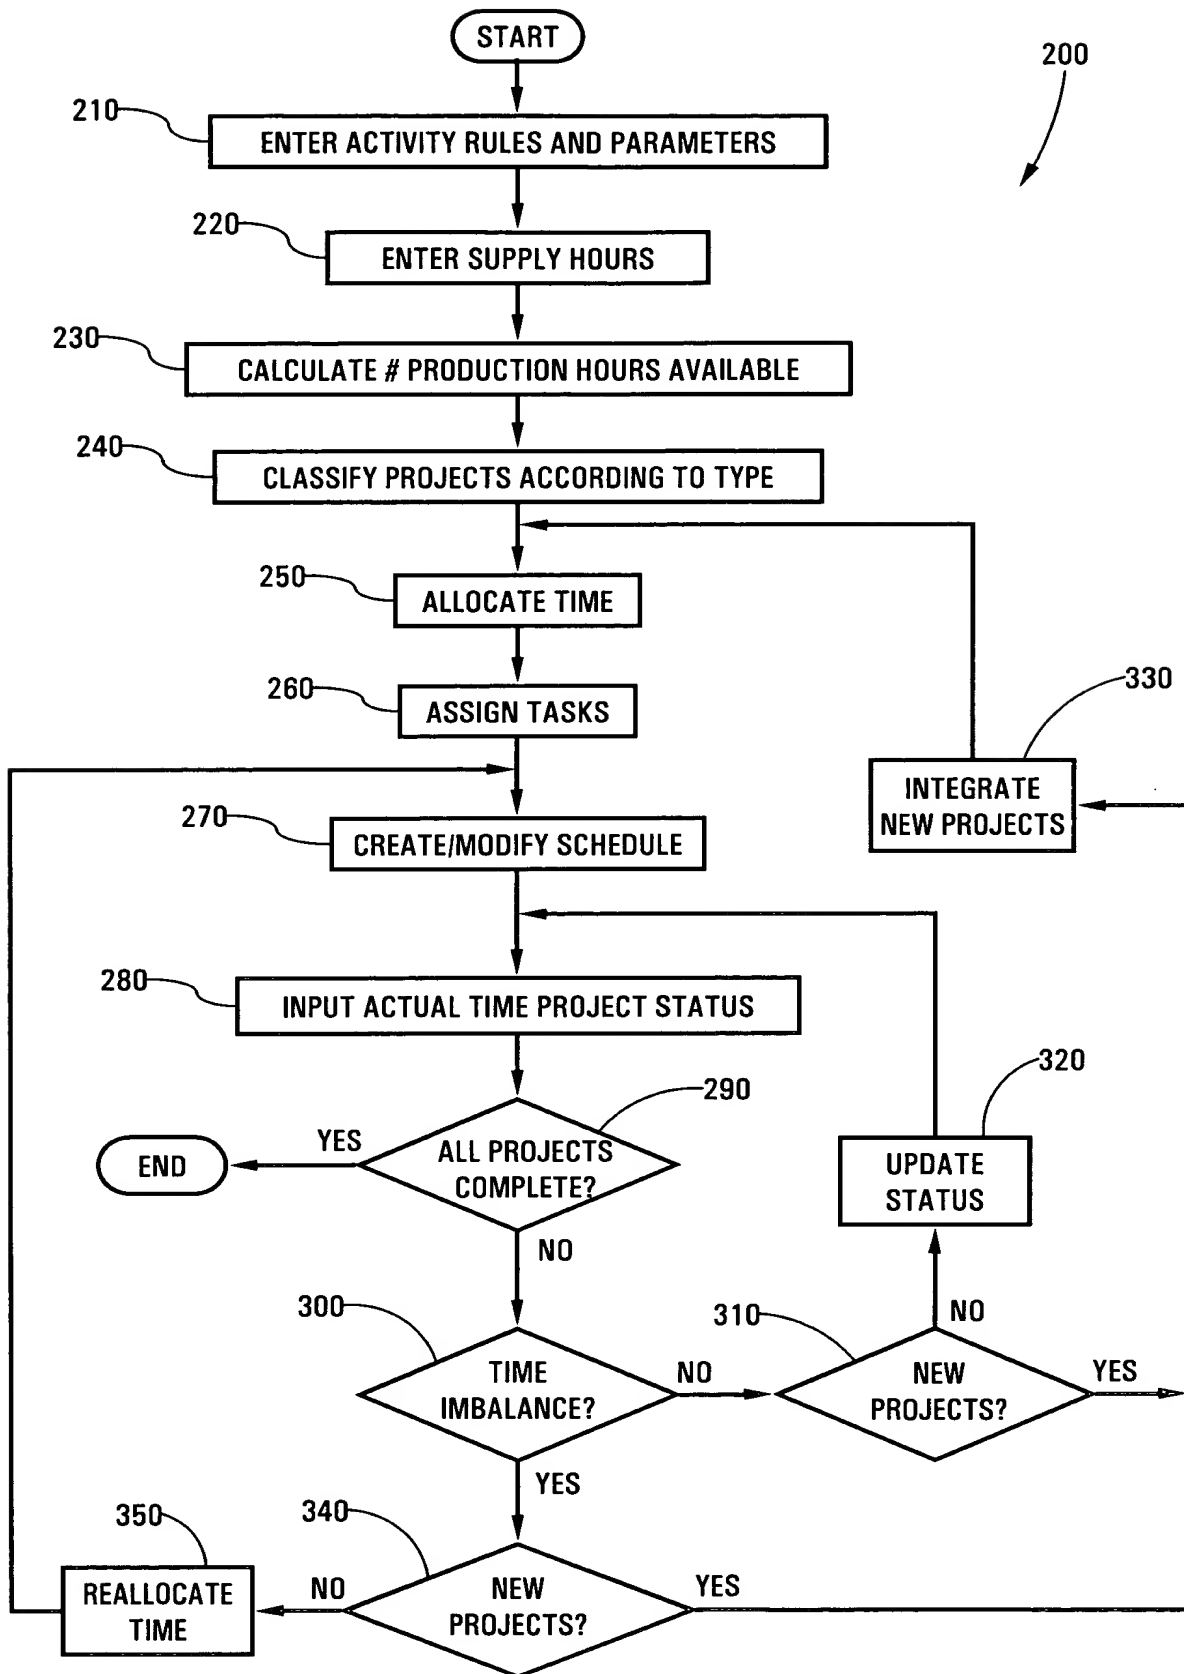 START
200
210
ENTER ACTIVITY RULES AND PARAMETERS
220
ENTER SUPPLY HOURS
230
CALCULATE # PRODUCTION HOURS AVAILABLE
240
CLASSIFY PROJECTS ACCORDING TO TYPE
250
ALLOCATE TIME
260
ASSIGN TASKS
330
INTEGRATE
NEW PROJECTS
270
CREATE/MODIFY SCHEDULE
280
INPUT ACTUAL TIME PROJECT STATUS
290
ALL PROJECTS
COMPLETE?
YES
END
NO
320
UPDATE
STATUS
300
TIME
IMBALANCE?
NO
310
NO
NEW
PROJECTS?
YES
YES
340
NEW
PROJECTS?
YES
NO
350
REALLOCATE
TIME